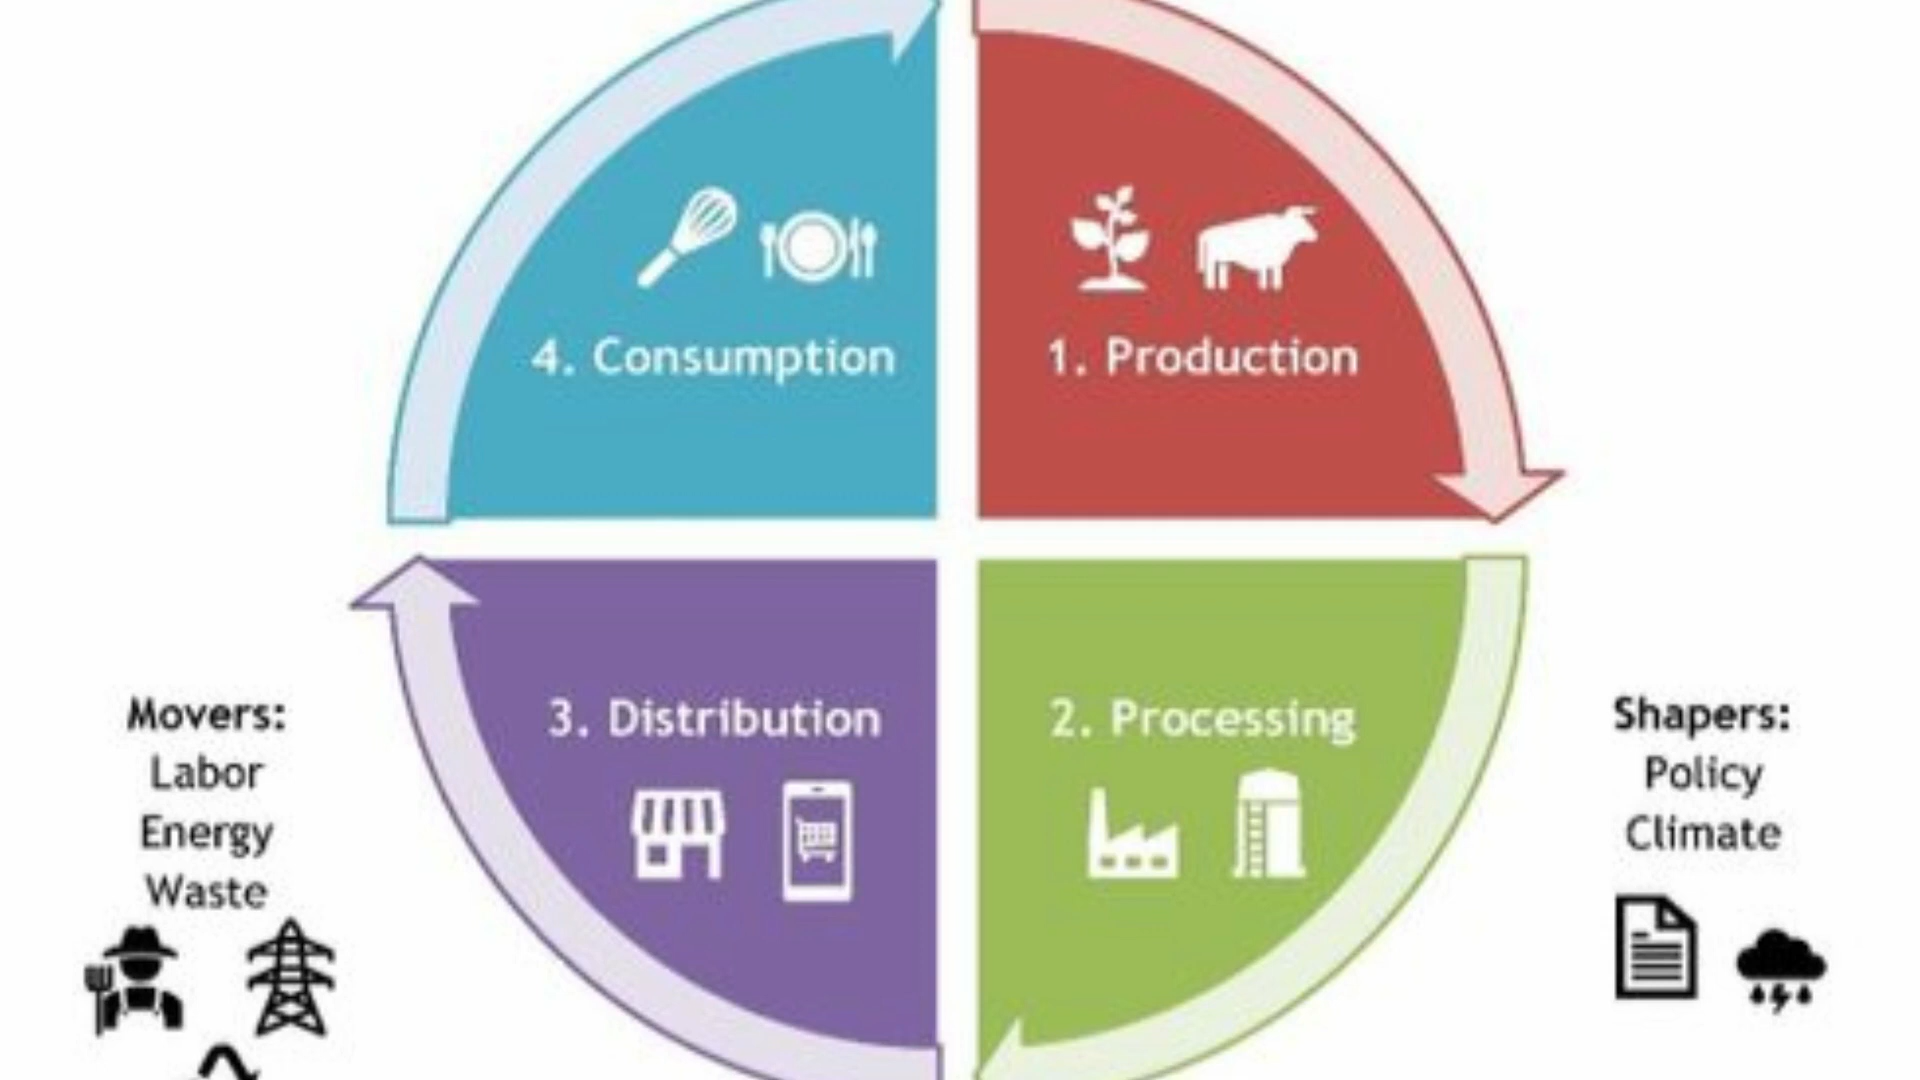 4. Consumption
1. Production
3. Distribution
2. Processing
Movers:
Labor
Energy
Waste
Shapers:
Policy
Climate